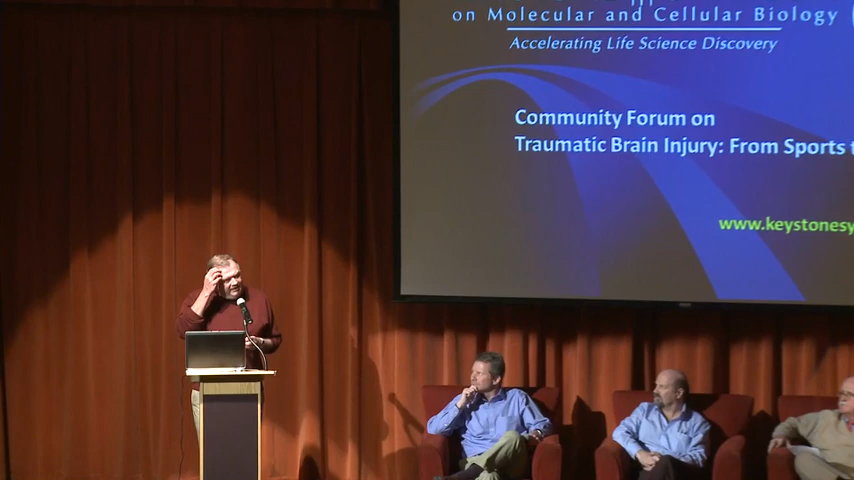 on Molecular and Cellular Biology
Accelerating Life Science Discovery
Community Forum on
Traumatic Brain Injury: From Sports
www.keystonesy